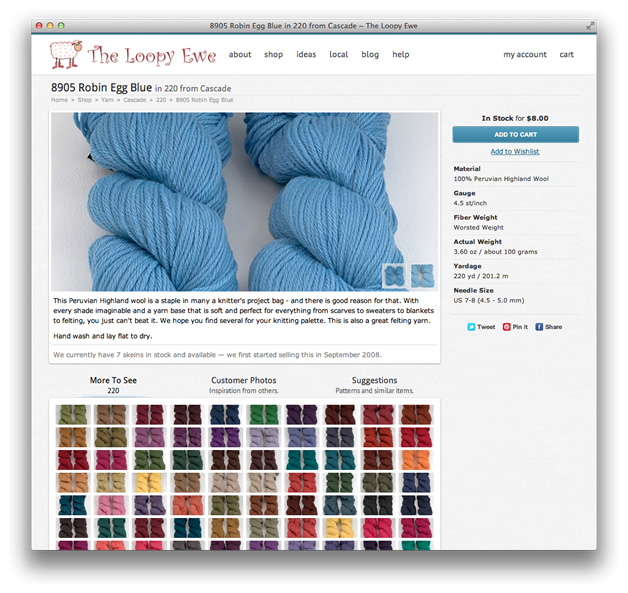 8905 Robin Egg Blue in 220 from Cascade – The Loopy Ewe
The Loopy Ewe
about shop ideas local blog help my account cart
8905 Robin Egg Blue in 220 from Cascade
Home » Shop » Yarn » Cascade » 220 » 8905 Robin Egg Blue
In Stock for $8.00
ADD TO CART
Add to Wishlist
Material
100% Peruvian Highland Wool
Gauge
4.5 st/inch
Fiber Weight
Worsted Weight
Actual Weight
3.60 oz / about 100 grams
Yardage
220 yd / 201.2 m
Needle Size
US 7-8 (4.5 - 5.0 mm)
Tweet Pin it Share
This Peruvian Highland wool is a staple in many a knitter's project bag - and there is good reason for that. With
every shade imaginable and a yarn base that is soft and perfect for everything from scarves to sweaters to blankets
to felting, you just can't beat it. We hope you find several for your knitting palette. This is also a great felting yarn.
Hand wash and lay flat to dry.
We currently have 7 skeins in stock and available — we first started selling this in September 2008.
More To See
220
Customer Photos
Inspiration from others.
Suggestions
Patterns and similar items.